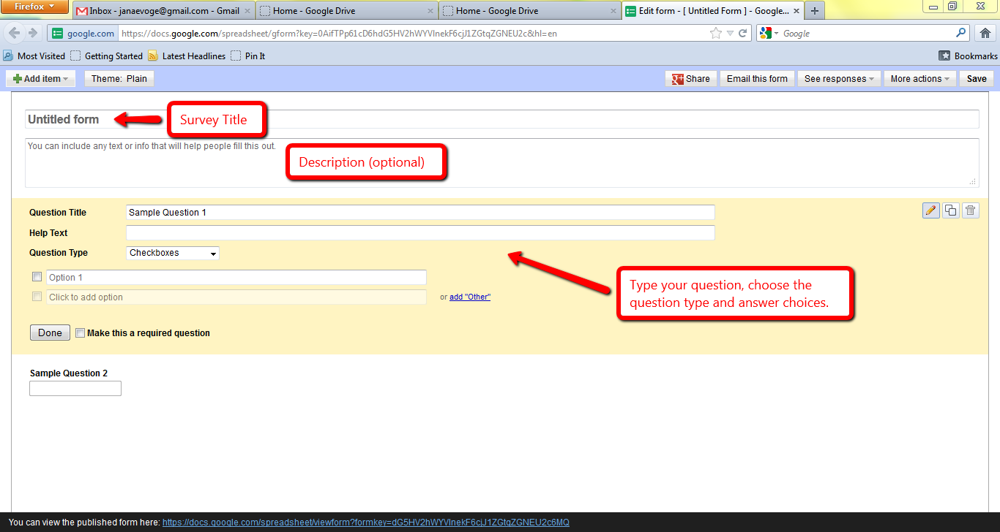 Firefox
Inbox - janaevoge@gmail.com - Gmail
Home - Google Drive
Home - Google Drive
Edit form - [ Untitled Form ] - Google...
google.com
https://docs.google.com/spreadsheet/gform?key=0AifTPp61cD6hdG5HV2hWYVlnekF6cjJ1ZGtqZGNEU2c&hl=en
Google
Most Visited
Getting Started
Latest Headlines
Pin It
Bookmarks
Add item
Theme: Plain
Share
Email this form
See responses
More actions
Save
Untitled form
Survey Title
You can include any text or info that will help people fill this out.
Description (optional)
Question Title
Sample Question 1
Help Text
Question Type
Checkboxes
Option 1
Click to add option
or add "Other"
Type your question, choose the
question type and answer choices.
Done
Make this a required question
Sample Question 2
You can view the published form here: https://docs.google.com/spreadsheet/viewform?formkey=dG5HV2hWYVlnekF6cjJ1ZGtqZGNEU2c6MQ